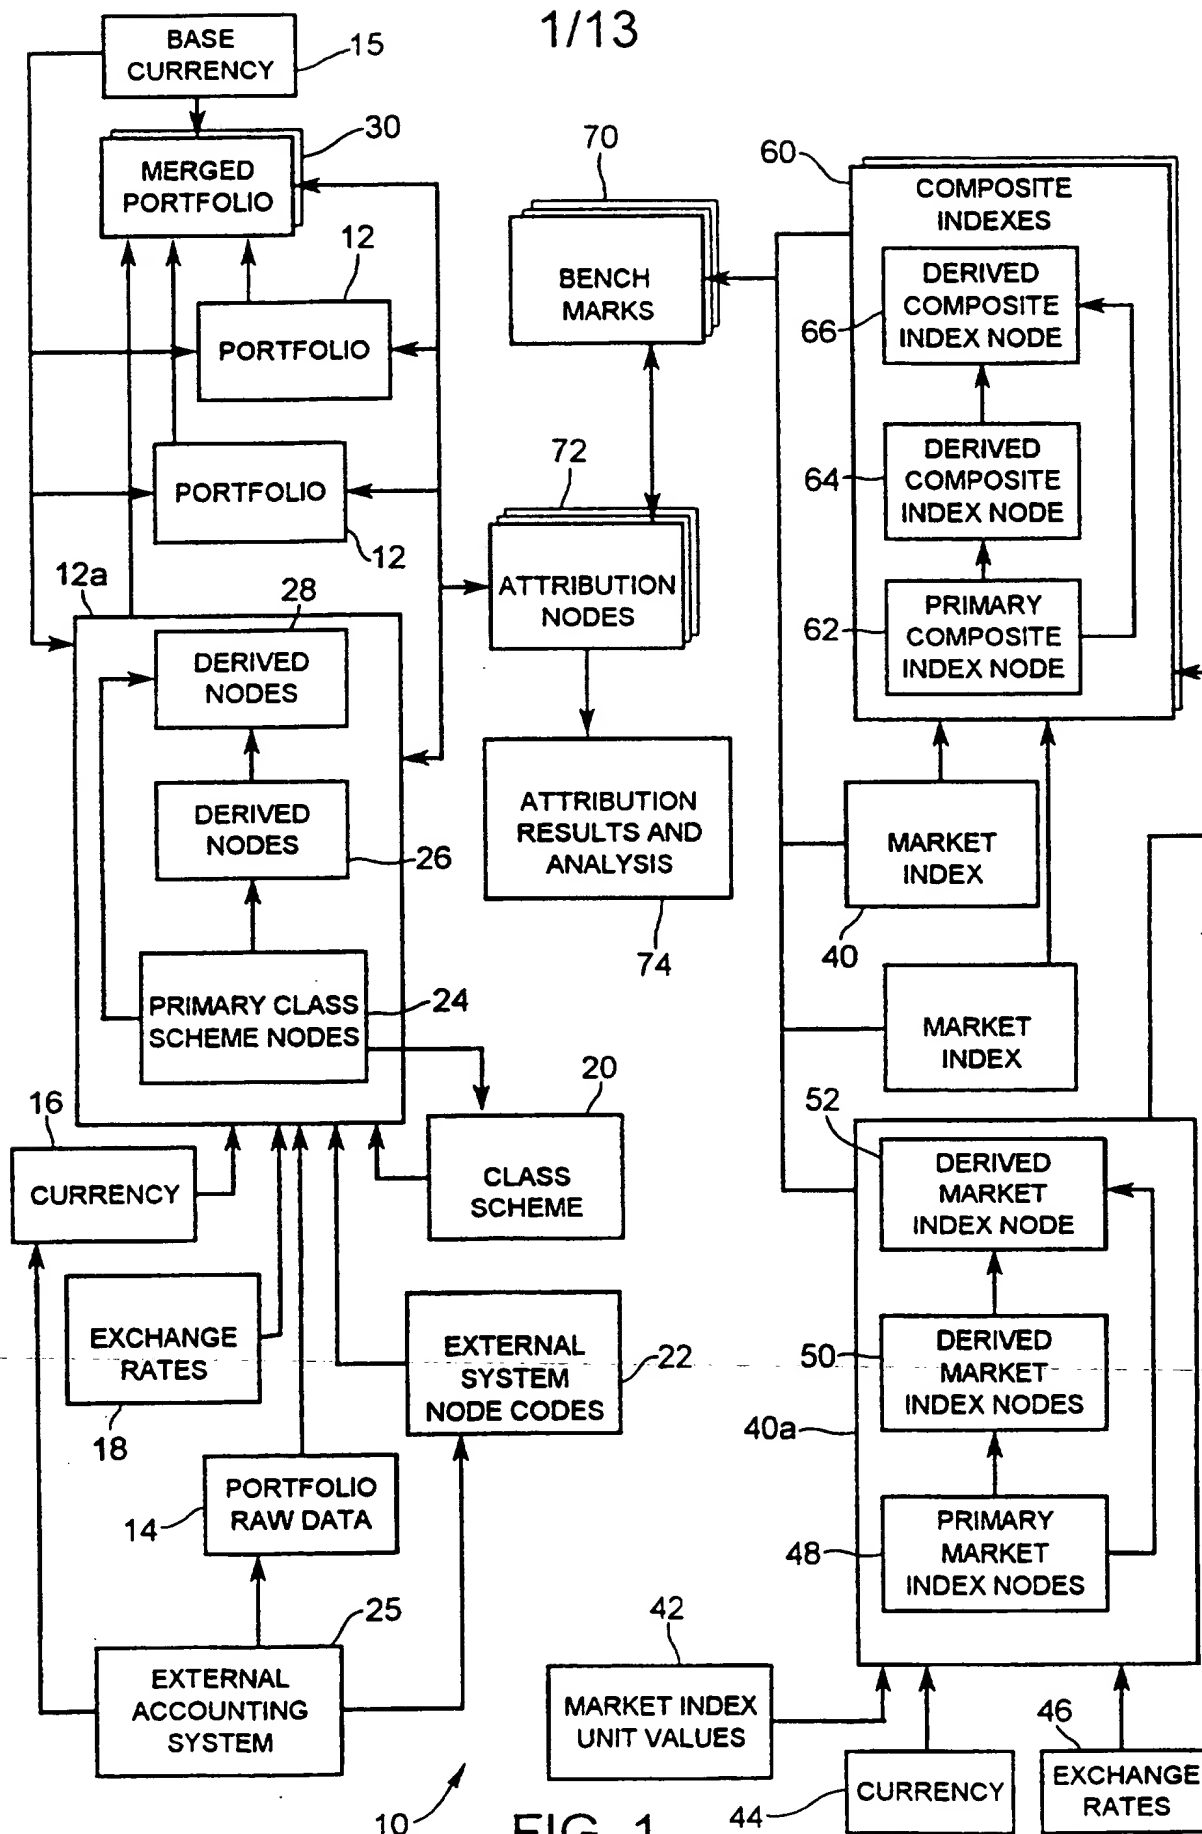 1/13
BASE
CURRENCY
15
30
MERGED
PORTFOLIO
12
PORTFOLIO
PORTFOLIO
12
12a
28
DERIVED
NODES
DERIVED
NODES
26
PRIMARY CLASS
SCHEME NODES
24
16
CURRENCY
20
CLASS
SCHEME
EXCHANGE
RATES
18
EXTERNAL
SYSTEM
NODE CODES
22
PORTFOLIO
RAW DATA
14
25
EXTERNAL
ACCOUNTING
SYSTEM
70
BENCH
MARKS
72
ATTRIBUTION
NODES
ATTRIBUTION
RESULTS AND
ANALYSIS
74
60
COMPOSITE
INDEXES
DERIVED
COMPOSITE
INDEX NODE
66
DERIVED
COMPOSITE
INDEX NODE
64
PRIMARY
COMPOSITE
INDEX NODE
62
MARKET
INDEX
40
MARKET
INDEX
52
DERIVED
MARKET
INDEX NODE
DERIVED
MARKET
INDEX NODES
50
40a
PRIMARY
MARKET
INDEX NODES
48
42
MARKET INDEX
UNIT VALUES
44
CURRENCY
46
EXCHANGE
RATES
10
FIG. 1